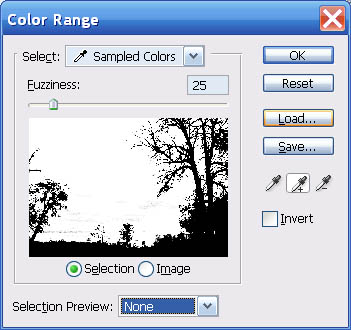 Color Range
Select: Sampled Colors
OK
Fuzziness: 25
Reset
Load...
Save...
Invert
Selection Image
Selection Preview: None